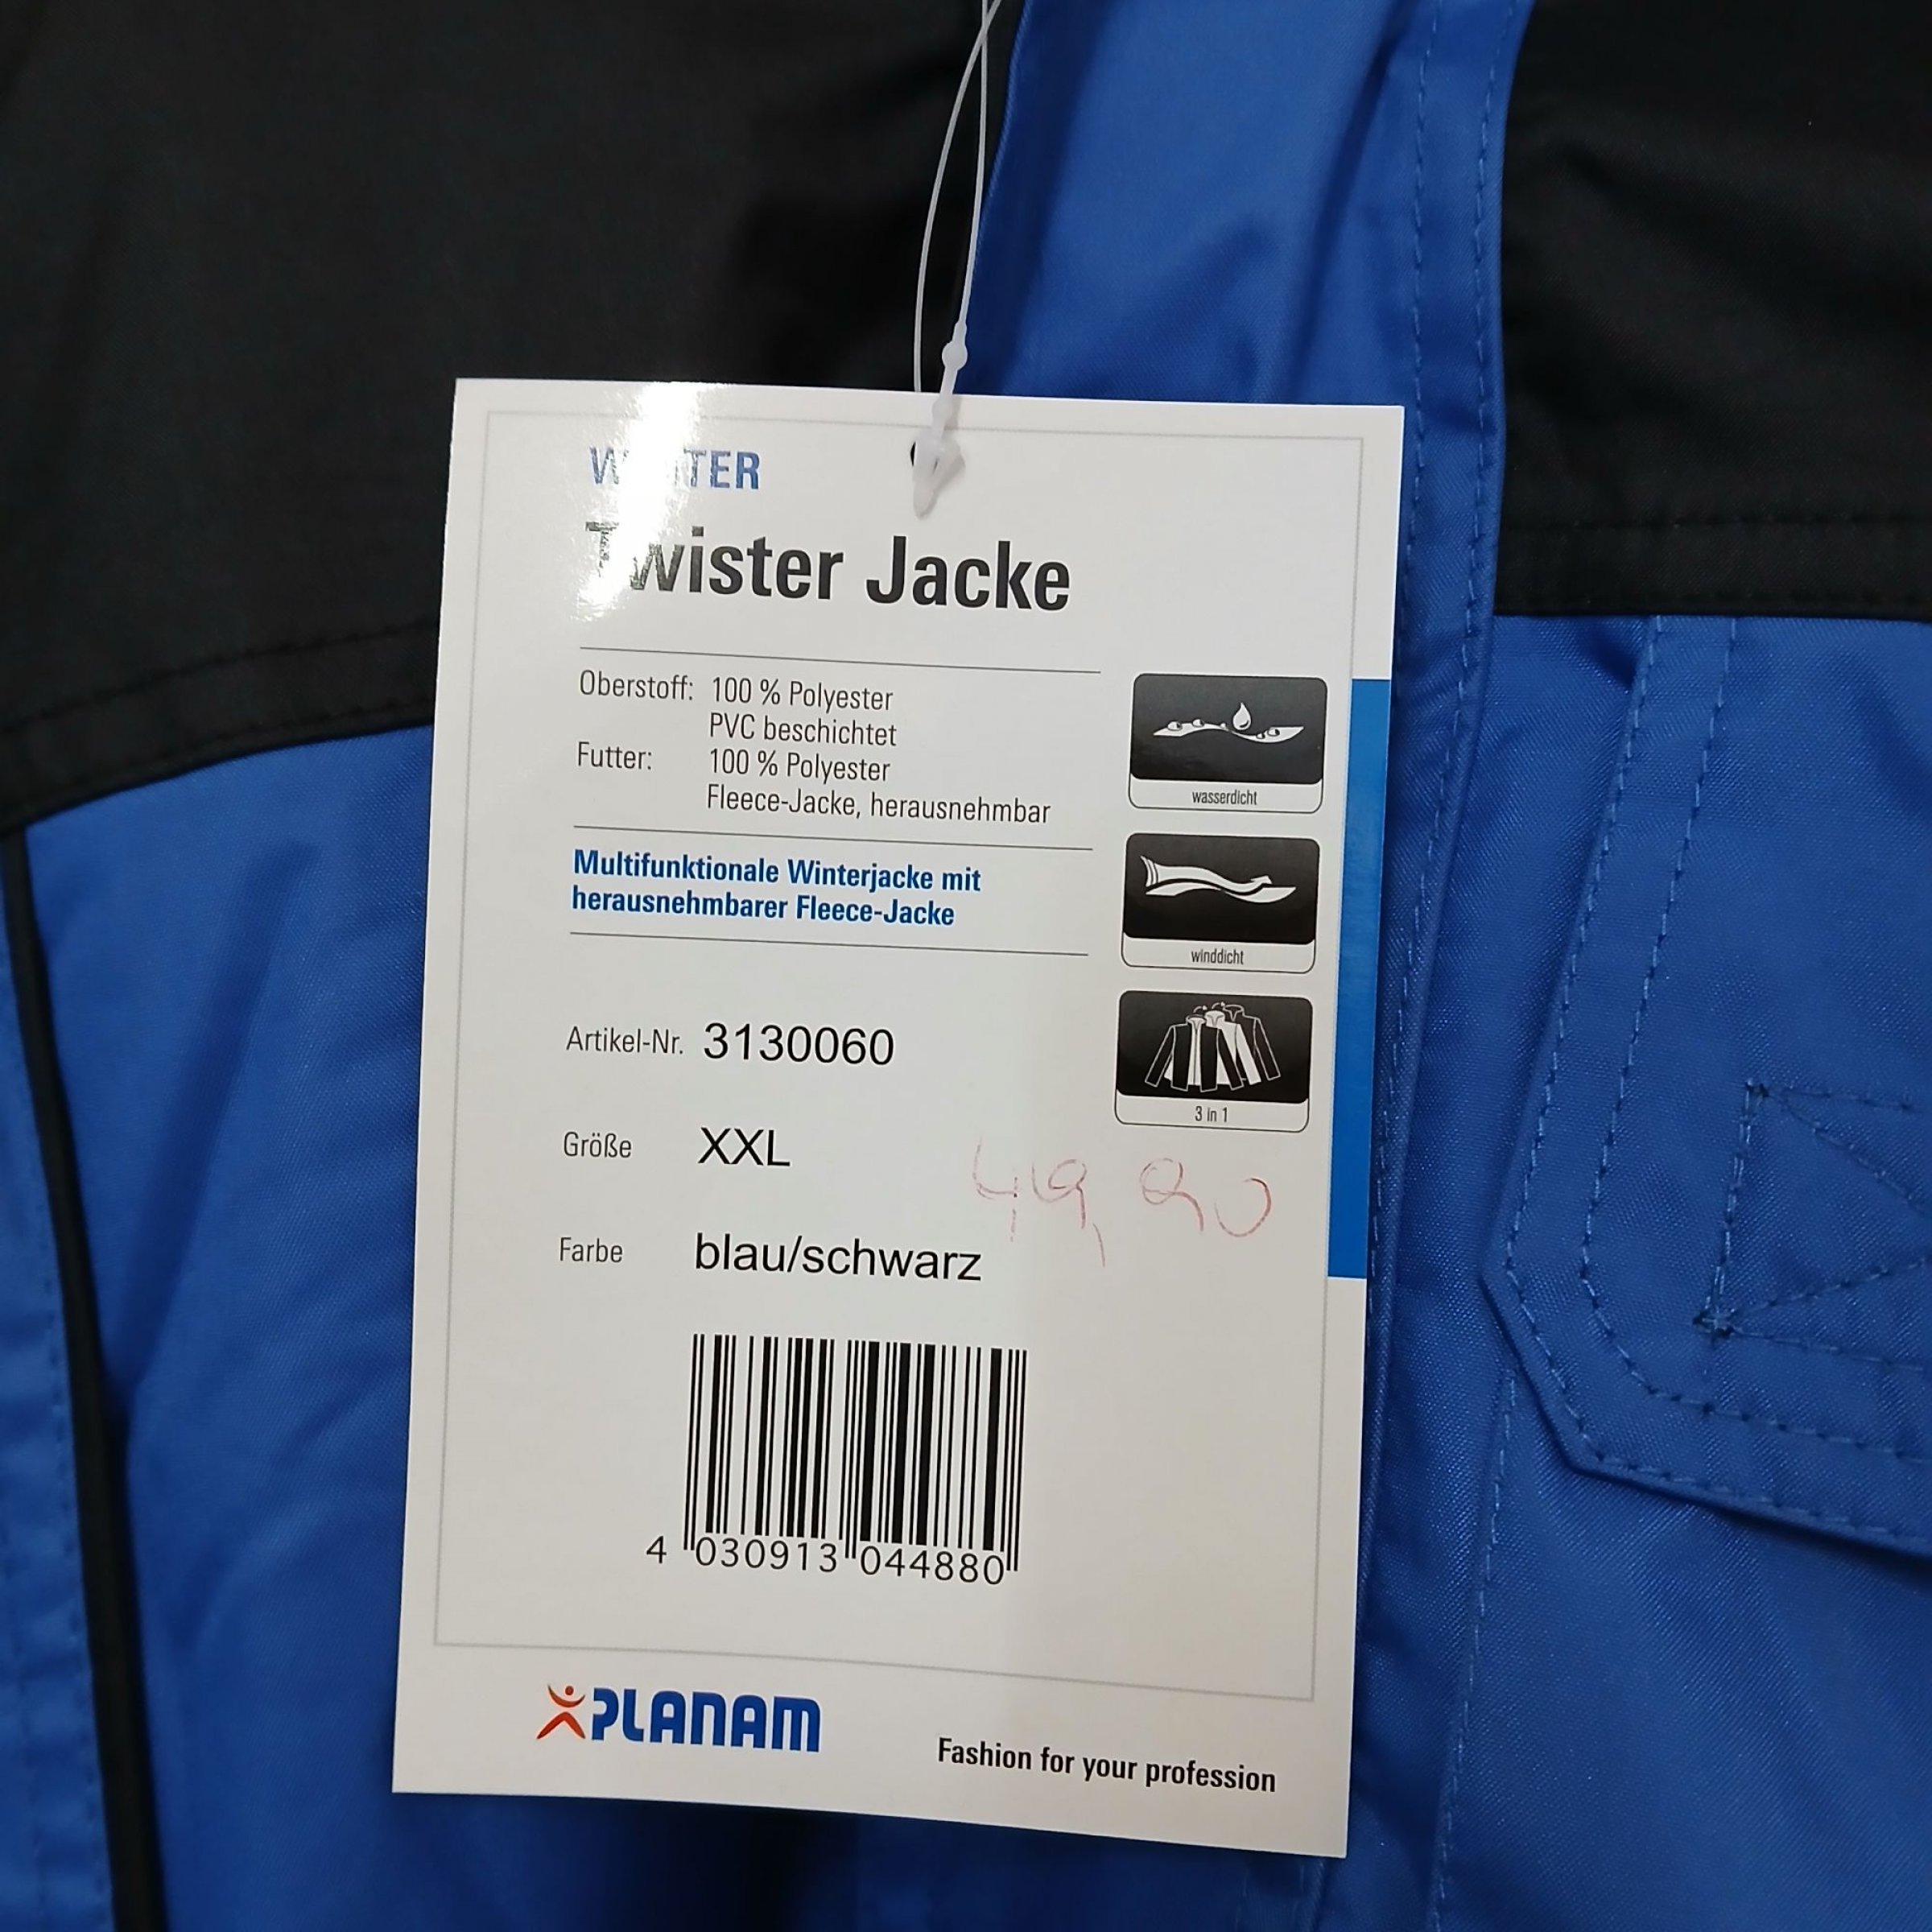 WINTER
Twister Jacke
Oberstoff: 100 % Polyester
PVC beschichtet
Futter: 100 % Polyester
Fleece-Jacke, herausnehmbar
Multifunktionale Winterjacke mit
herausnehmbarer Fleece-Jacke
wasserdicht
winddicht
3 in 1
Artikel-Nr. 3130060
Größe XXL
49,90
Farbe blau/schwarz
4 030913 044880
PLANAM
Fashion for your profession